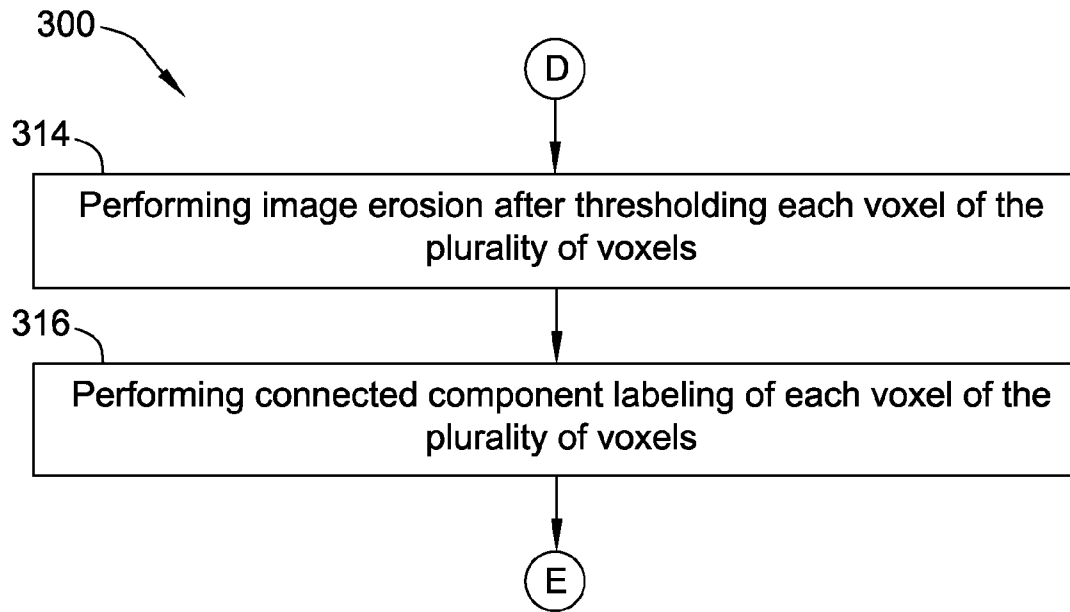 300
D
314
Performing image erosion after thresholding each voxel of the
plurality of voxels
316
Performing connected component labeling of each voxel of the
plurality of voxels
E